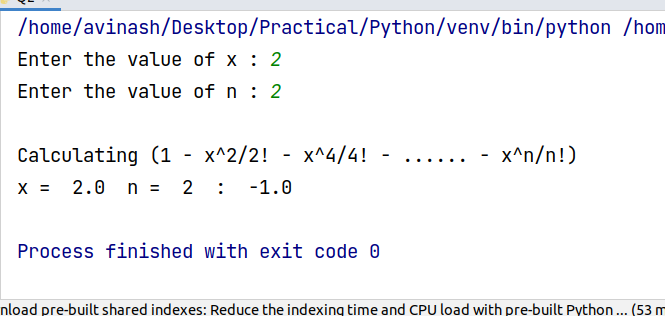 /home/avinash/Desktop/Practical/Python/venv/bin/python /hom
Enter the value of x : 2
Enter the value of n : 2
Calculating (1 - x^2/2! - x^4/4! - ...... - x^n/n!)
x =  2.0  n =  2  :  -1.0
Process finished with exit code 0
nload pre-built shared indexes: Reduce the indexing time and CPU load with pre-built Python ... (53 m